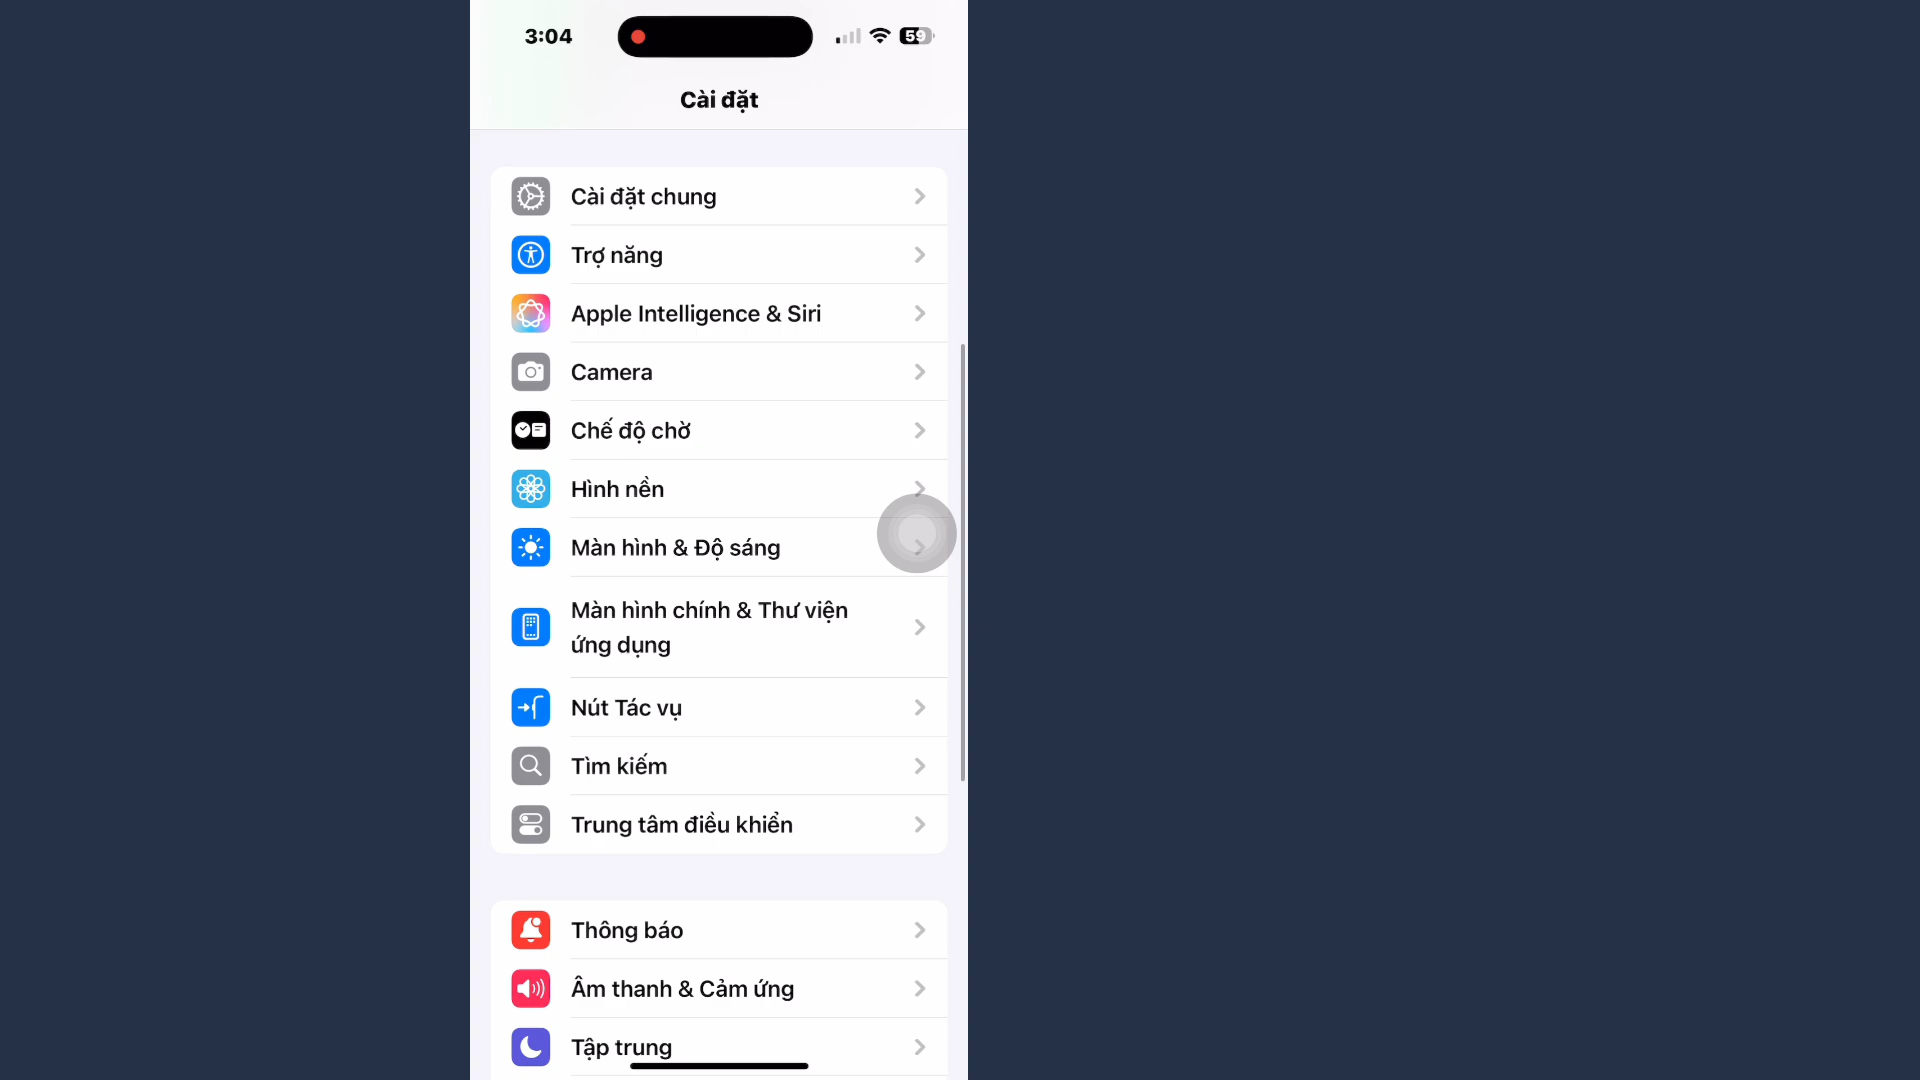 3:04
59
Cài đặt
Cài đặt chung
Trợ năng
Apple Intelligence & Siri
Camera
Chế độ chờ
Hình nền
Màn hình & Độ sáng
Màn hình chính & Thư viện
ứng dụng
Nút Tác vụ
Tìm kiếm
Trung tâm điều khiển
Thông báo
Âm thanh & Cảm ứng
Tập trung